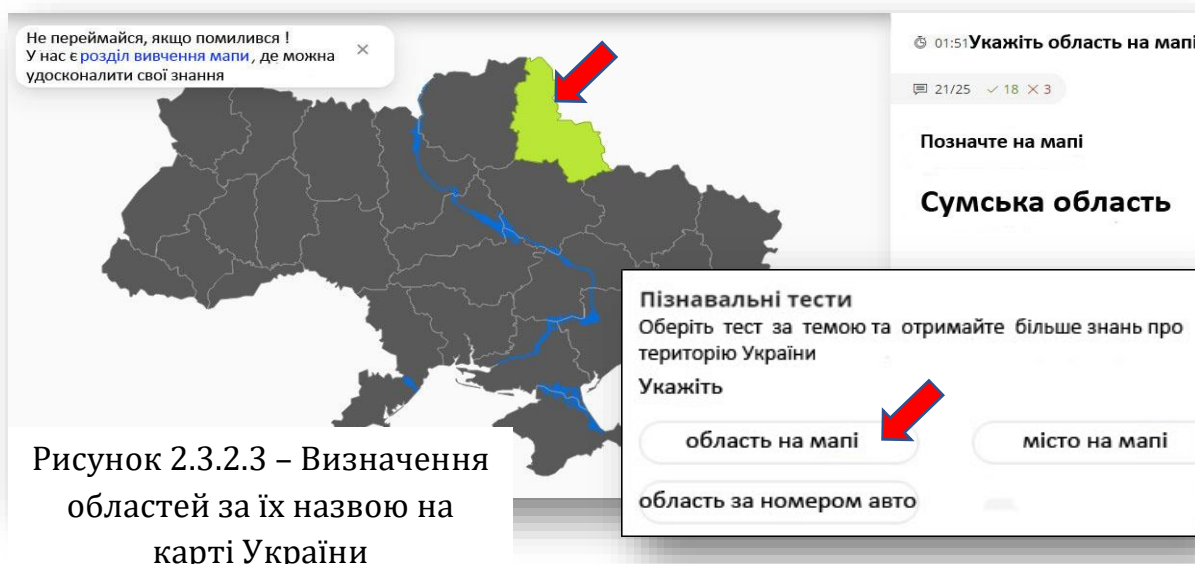 Не переймайся, якщо помилився !
У нас є розділ вивчення мапи, де можна
удосконалити свої знання
01:51 Укажіть область на мапі
21/25 18 3
Позначте на мапі
Сумська область
Пізнавальні тести
Оберіть тест за темою та отримайте більше знань про
територію України
Укажіть
область на мапі
місто на мапі
область за номером авто
Рисунок 2.3.2.3 – Визначення
областей за їх назвою на
карті України